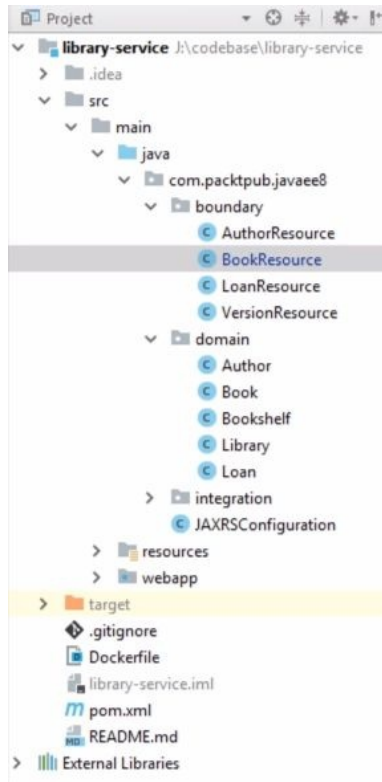 Project
library-service J:\codebase\library-service
.idea
src
main
java
com.packtpub.javaee8
boundary
AuthorResource
BookResource
LoanResource
VersionResource
domain
Author
Book
Bookshelf
Library
Loan
integration
JAXRSConfiguration
resources
webapp
target
.gitignore
Dockerfile
library-service.iml
pom.xml
README.md
External Libraries